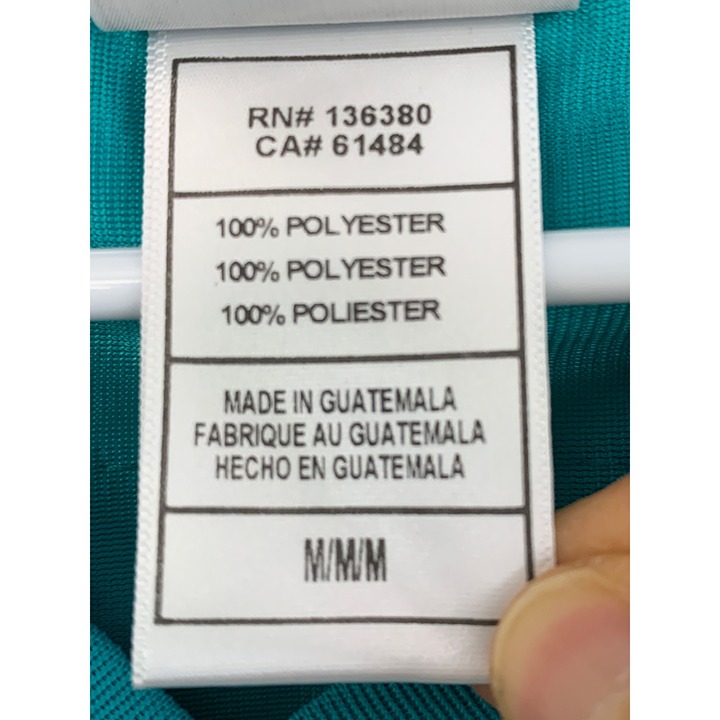 RN# 136380
CA# 61484
100% POLYESTER
100% POLYESTER
100% POLIESTER
MADE IN GUATEMALA
FABRIQUE AU GUATEMALA
HECHO EN GUATEMALA
M/M/M